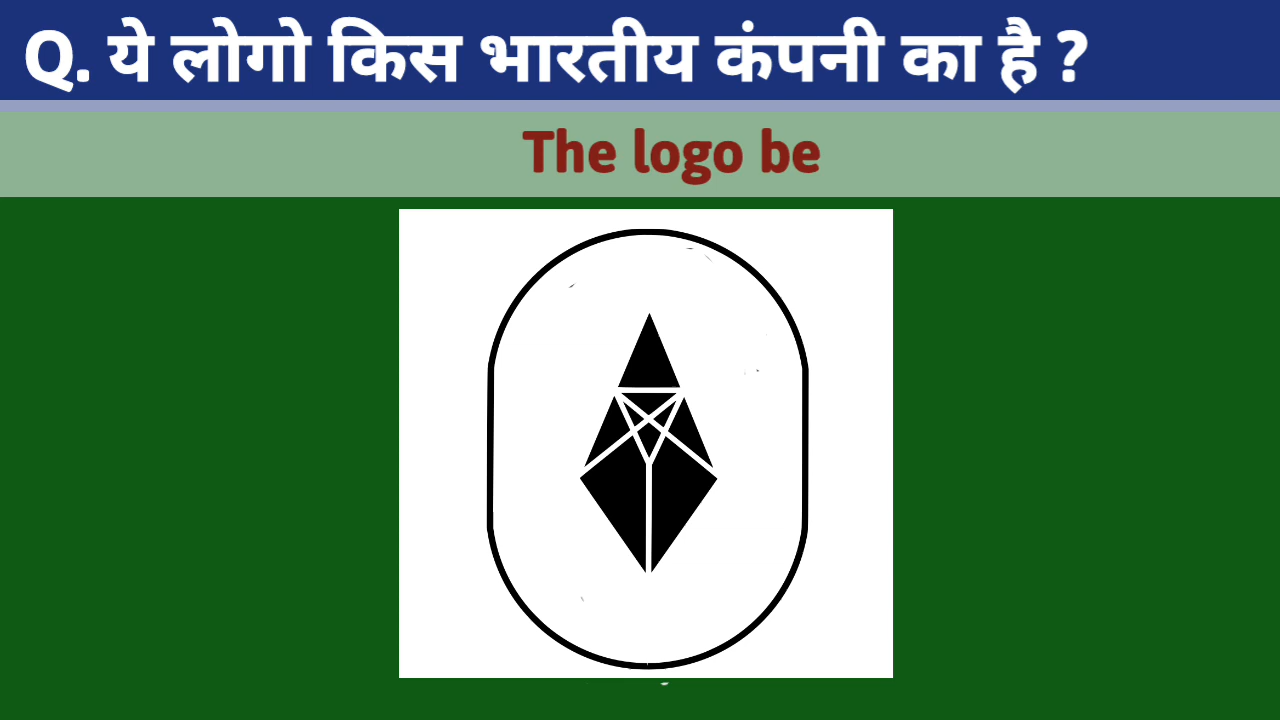 Q. ये लोगो किस भारतीय कंपनी का है ?
The logo be